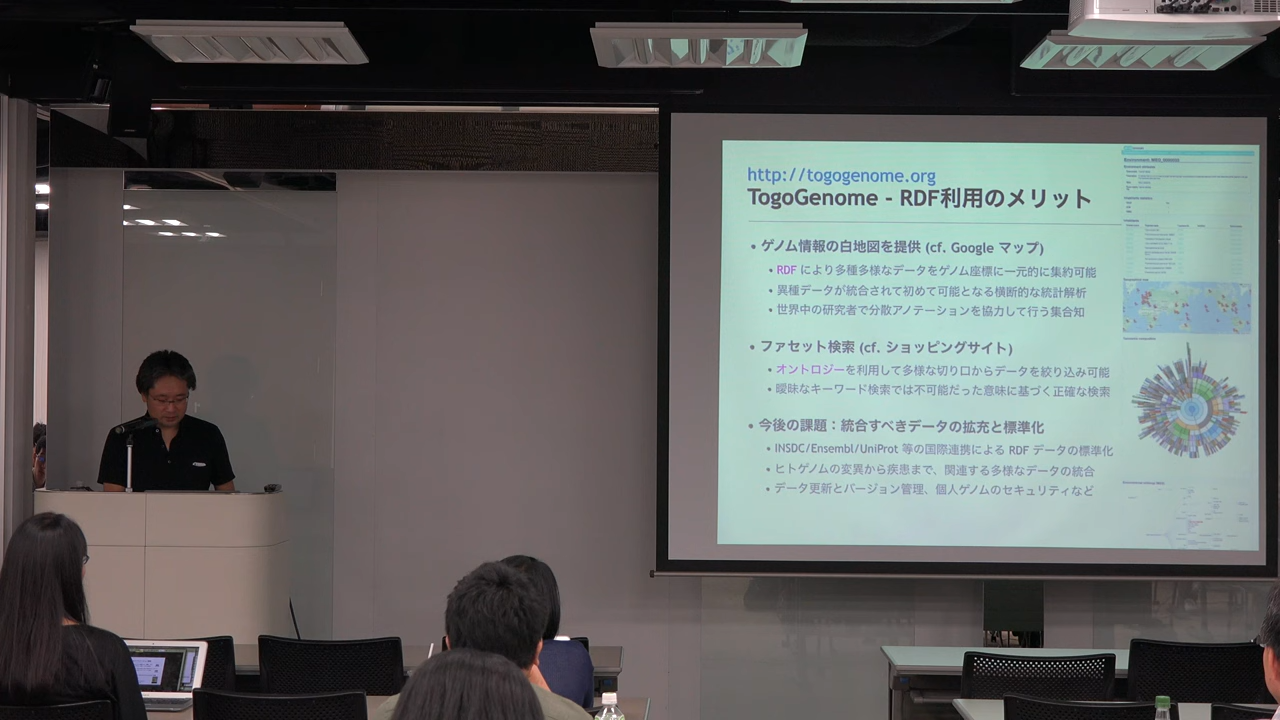 http://togogenome.org
TogoGenome - RDF利用のメリット
• ゲノム情報の白地図を提供 (cf. Google マップ)
• RDF により多種多様なデータをゲノム座標に一元的に集約可能
• 異種データが統合されて初めて可能となる横断的な統計解析
• 世界中の研究者で分散アノテーションを協力して行う集合知
• ファセット検索 (cf. ショッピングサイト)
• オントロジーを利用して多様な切り口からデータを絞り込み可能
• 曖昧なキーワード検索では不可能だった意味に基づく正確な検索
• 今後の課題：統合すべきデータの拡充と標準化
• INSDC/Ensembl/UniProt 等の国際連携による RDF データの標準化
• ヒトゲノムの変異から疾患まで、関連する多様なデータの統合
• データ更新とバージョン管理、個人ゲノムのセキュリティなど